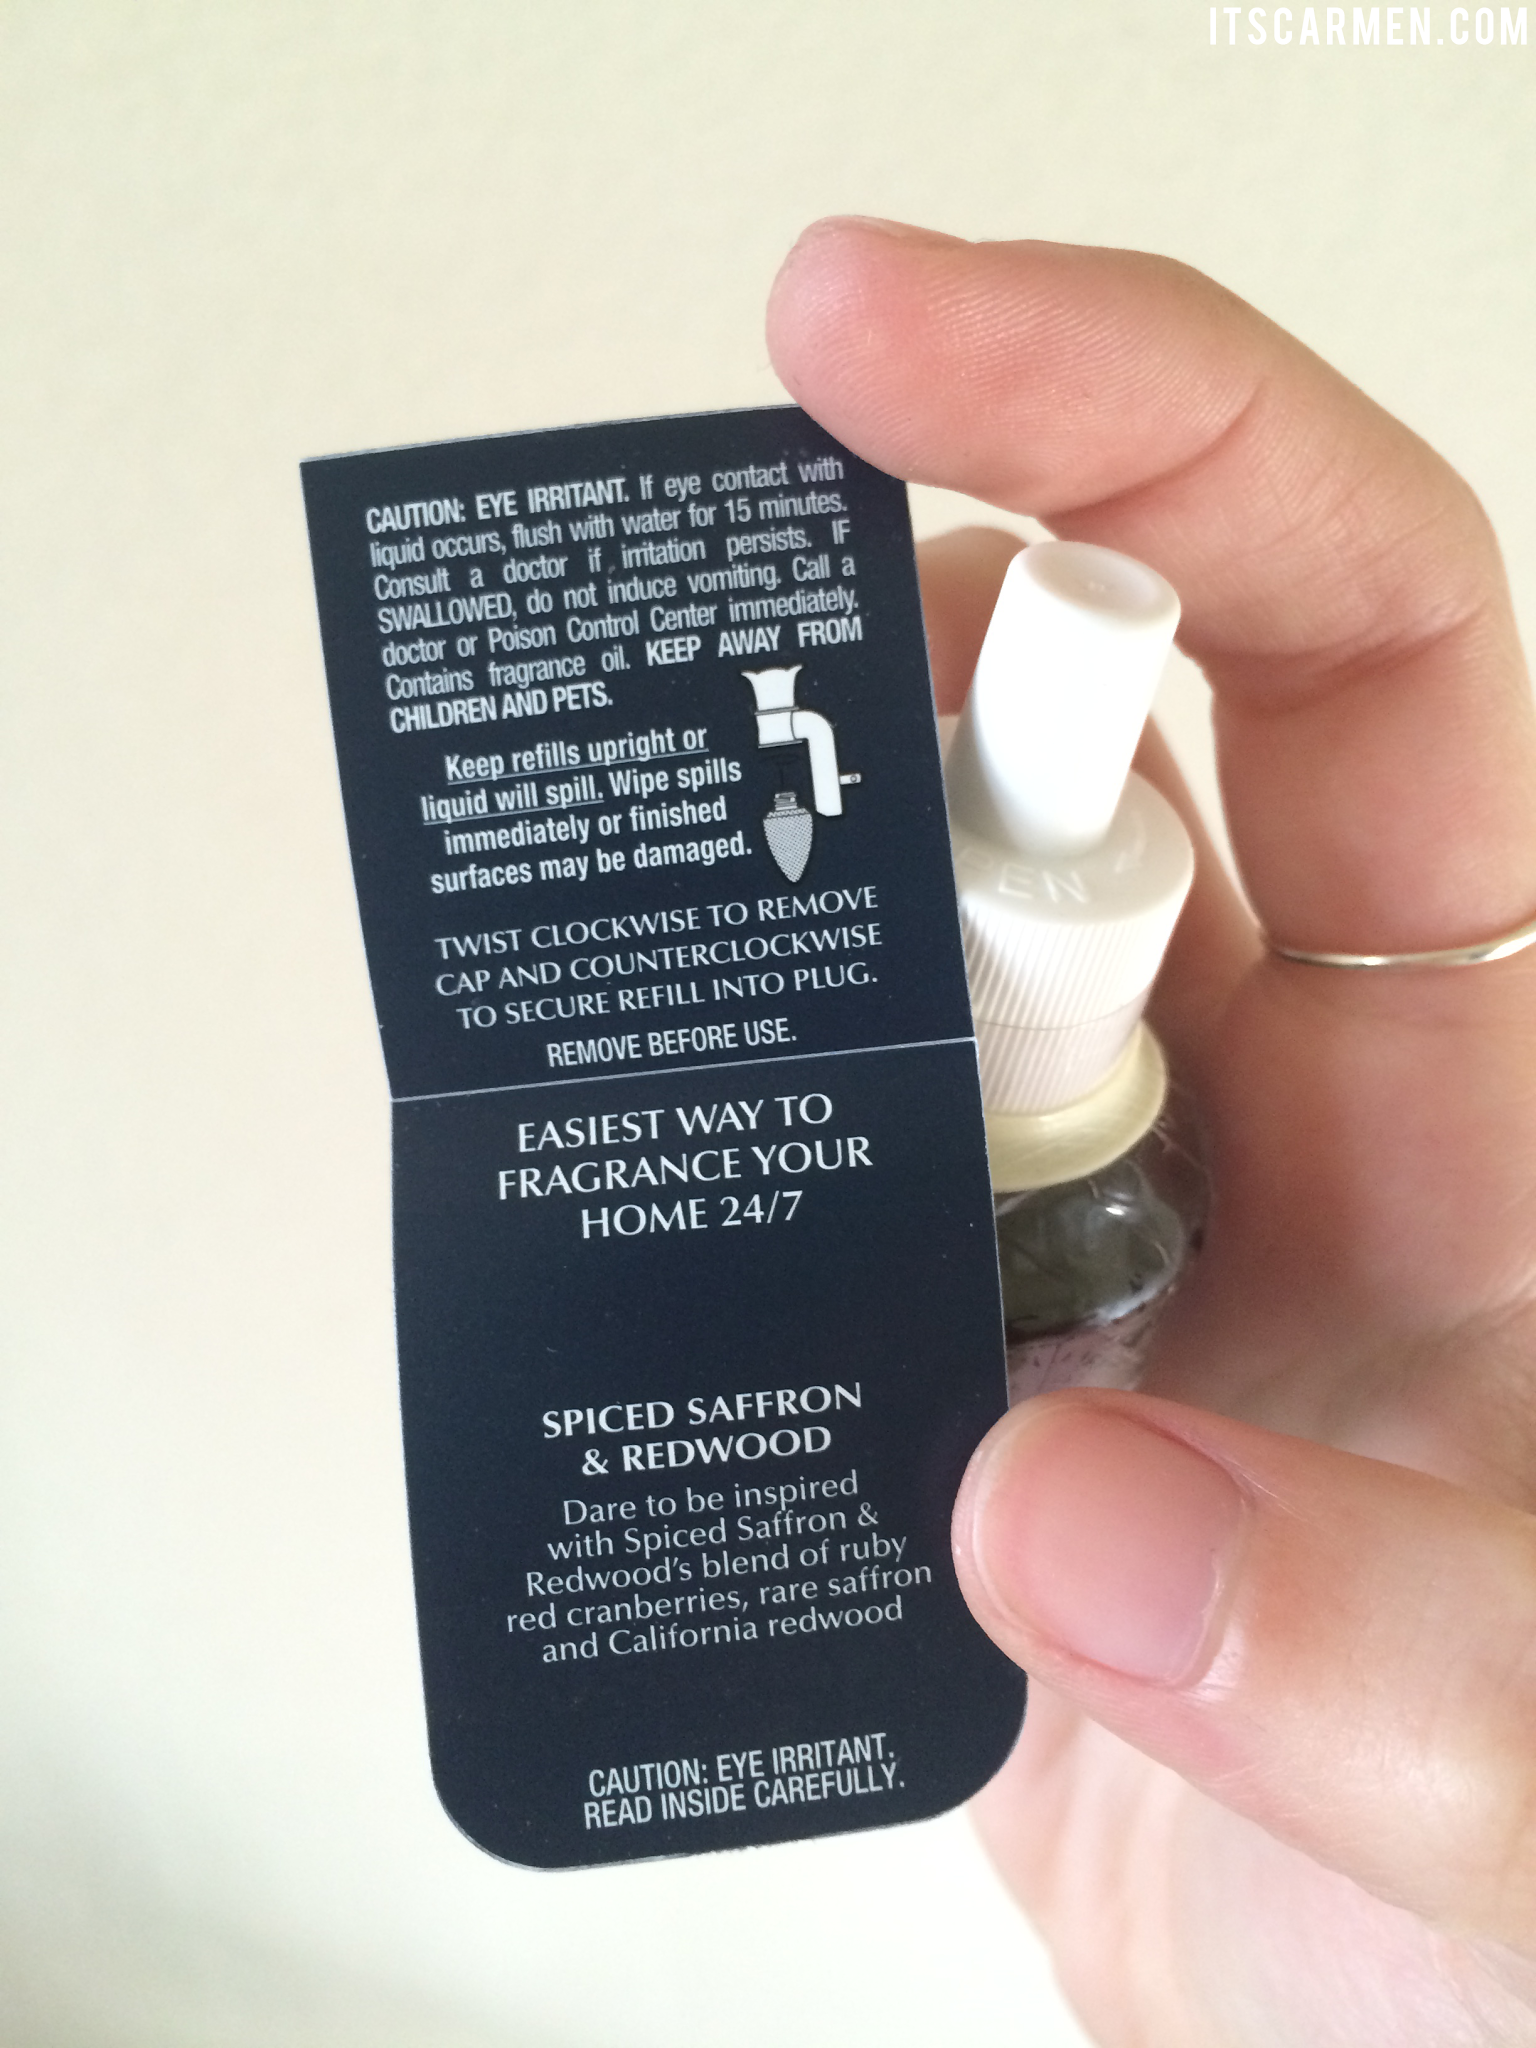 ITSCARMEN.COM
CAUTION: EYE IRRITANT. If eye contact with
liquid occurs, flush with water for 15 minutes.
Consult a doctor if irritation persists. IF
SWALLOWED, do not induce vomiting. Call a
doctor or Poison Control Center immediately.
Contains fragrance oil. KEEP AWAY FROM
CHILDREN AND PETS.
Keep refills upright or
liquid will spill. Wipe spills
immediately or finished
surfaces may be damaged.
TWIST CLOCKWISE TO REMOVE
CAP AND COUNTERCLOCKWISE
TO SECURE REFILL INTO PLUG.
REMOVE BEFORE USE.
EASIEST WAY TO
FRAGRANCE YOUR
HOME 24/7
SPICED SAFFRON
& REDWOOD
Dare to be inspired
with Spiced Saffron &
Redwood's blend of ruby
red cranberries, rare saffron
and California redwood
CAUTION: EYE IRRITANT.
READ INSIDE CAREFULLY.